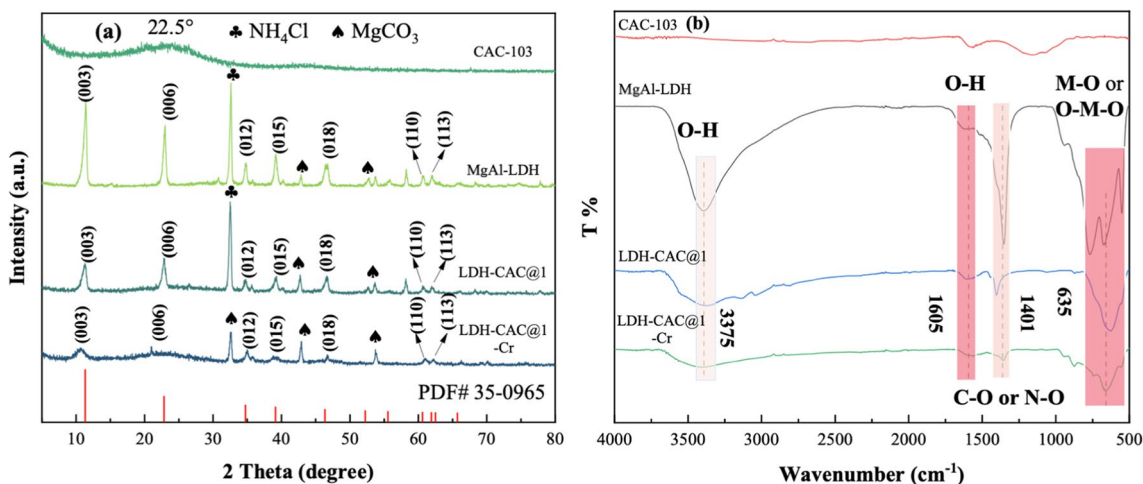 (a)
22.5°
♣ NH₄Cl ♠ MgCO₃
CAC-103
(003)
(006)
♣
(012)
(015)
♠
(018)
♠
(110)
(113)
MgAl-LDH
(003)
(006)
♣
(012)
(015)
♠
(018)
♠
(110)
(113)
LDH-CAC@1
(003)
(006)
♠
(012)
(015)
♠
(018)
♠
(110)
(113)
LDH-CAC@1
-Cr
PDF# 35-0965
Intensity (a.u.)
10 20 30 40 50 60 70 80
2 Theta (degree)
(b)
CAC-103
MgAl-LDH
O-H
O-H
M-O or
O-M-O
LDH-CAC@1
LDH-CAC@1
-Cr
3375
1605
1401
635
C-O or N-O
T %
4000 3500 3000 2500 2000 1500 1000 500
Wavenumber (cm⁻¹)